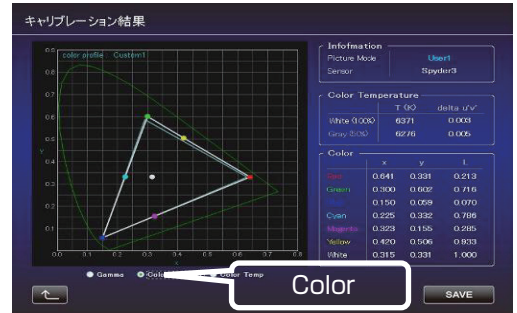 キャリブレーション結果
color profile : Custom1
Infofmation
Picture Mode User1
Sensor Spyder3
Color Temperature
T (K) delta u'v'
White (100%) 6371 0.003
Gray (50%) 6276 0.005
Color
x y L
Red 0.641 0.331 0.213
Green 0.300 0.602 0.716
Blue 0.150 0.059 0.070
Cyan 0.225 0.332 0.786
Magenta 0.323 0.155 0.285
Yellow 0.420 0.506 0.933
White 0.315 0.331 1.000
0.9
0.8
0.7
0.6
Y
0.4
0.3
0.2
0.1
0.0 0.1 0.2 0.3 0.4 0.5 0.6 0.7 0.8
x
Gamma Color Color Temp
Color
SAVE